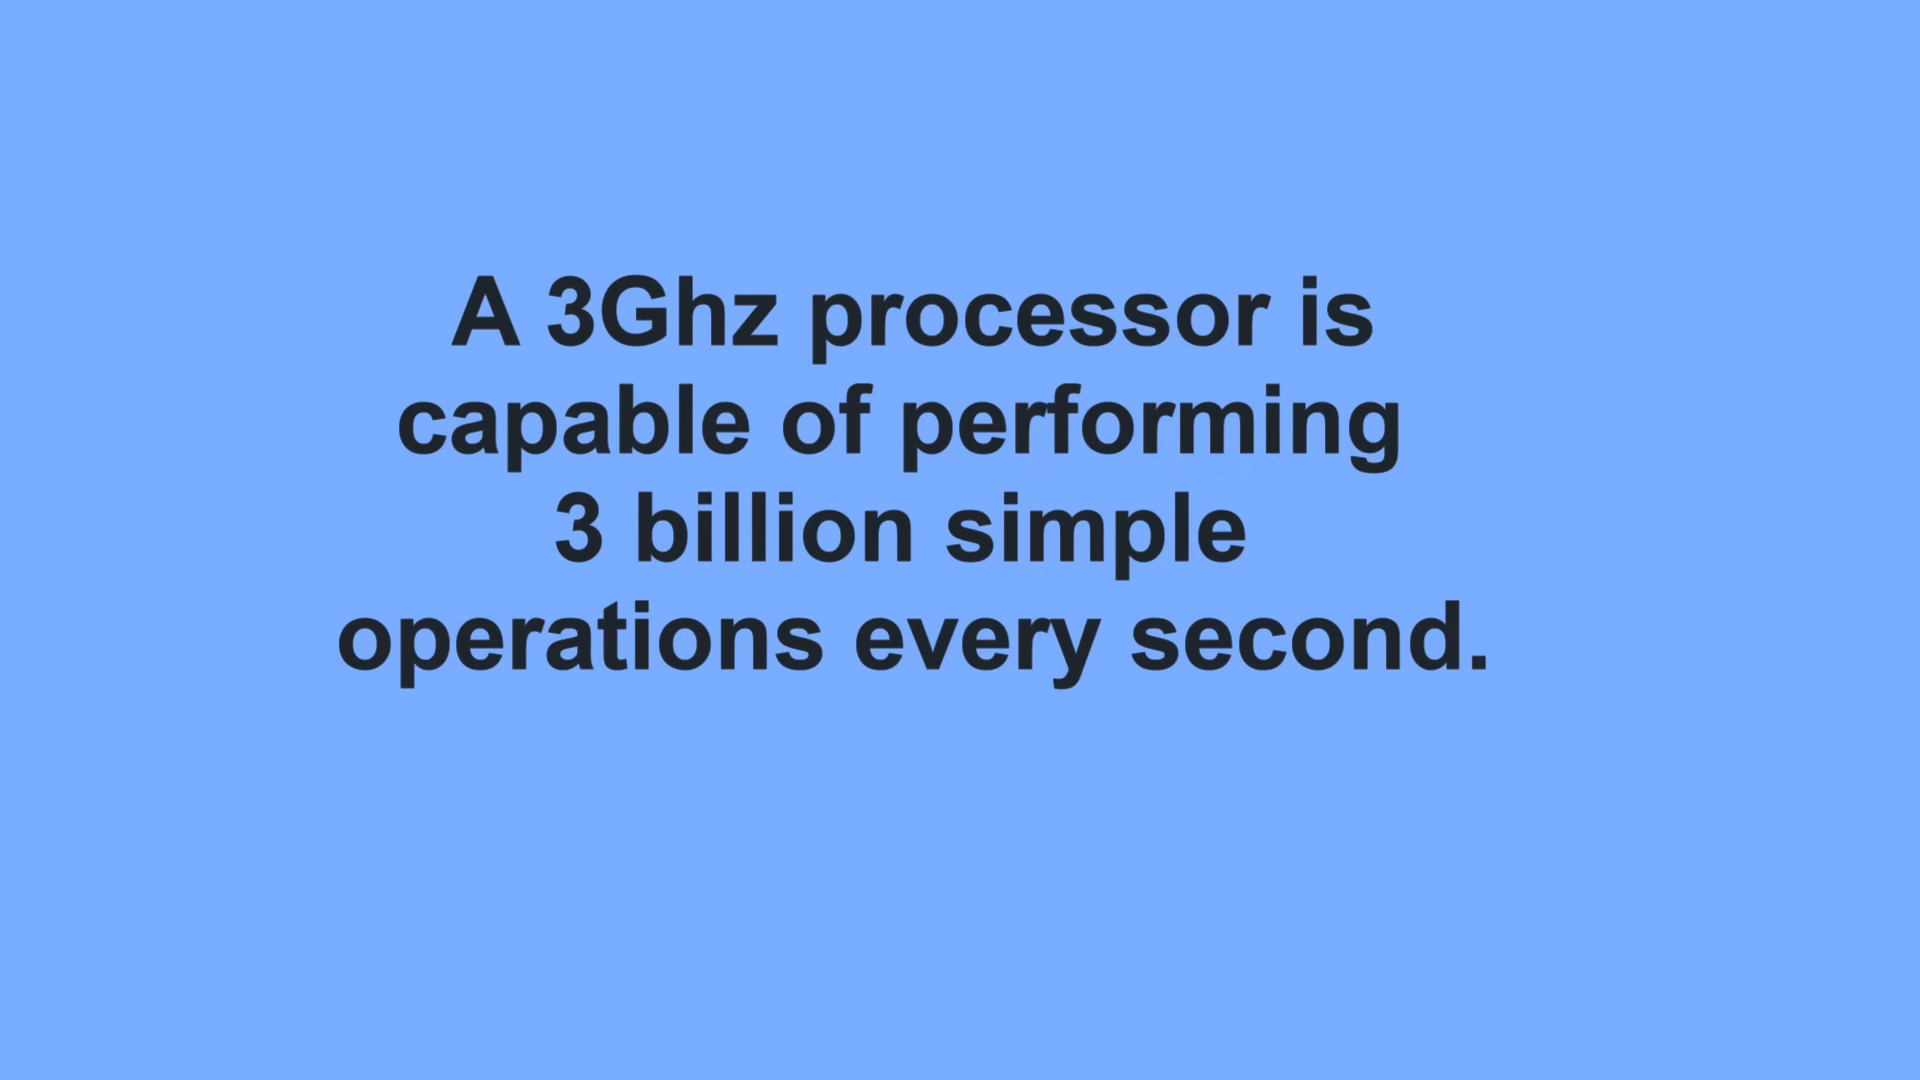 A 3Ghz processor is
capable of performing
3 billion simple
operations every second.